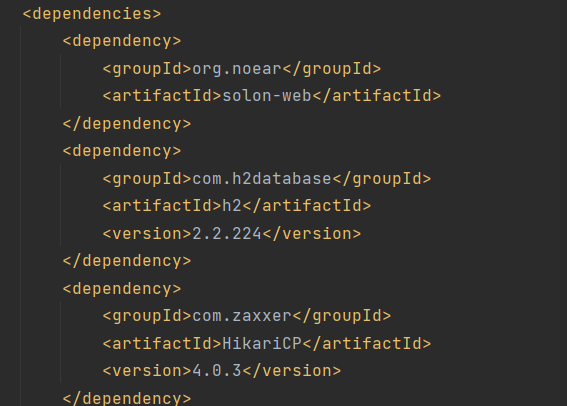 <dependencies>
<dependency>
<groupId>org.noear</groupId>
<artifactId>solon-web</artifactId>
</dependency>
<dependency>
<groupId>com.h2database</groupId>
<artifactId>h2</artifactId>
<version>2.2.224</version>
</dependency>
<dependency>
<groupId>com.zaxxer</groupId>
<artifactId>HikariCP</artifactId>
<version>4.0.3</version>
</dependency>